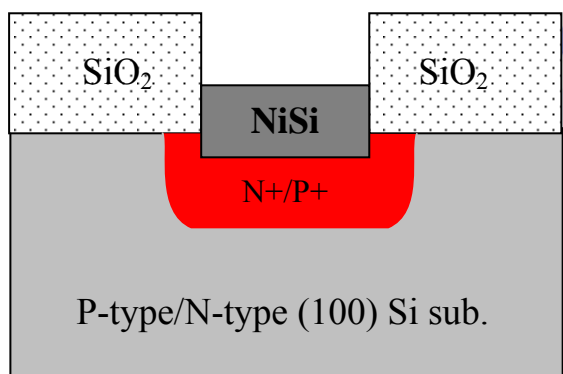 SiO₂ SiO₂
NiSi
N+/P+
P-type/N-type (100) Si sub.